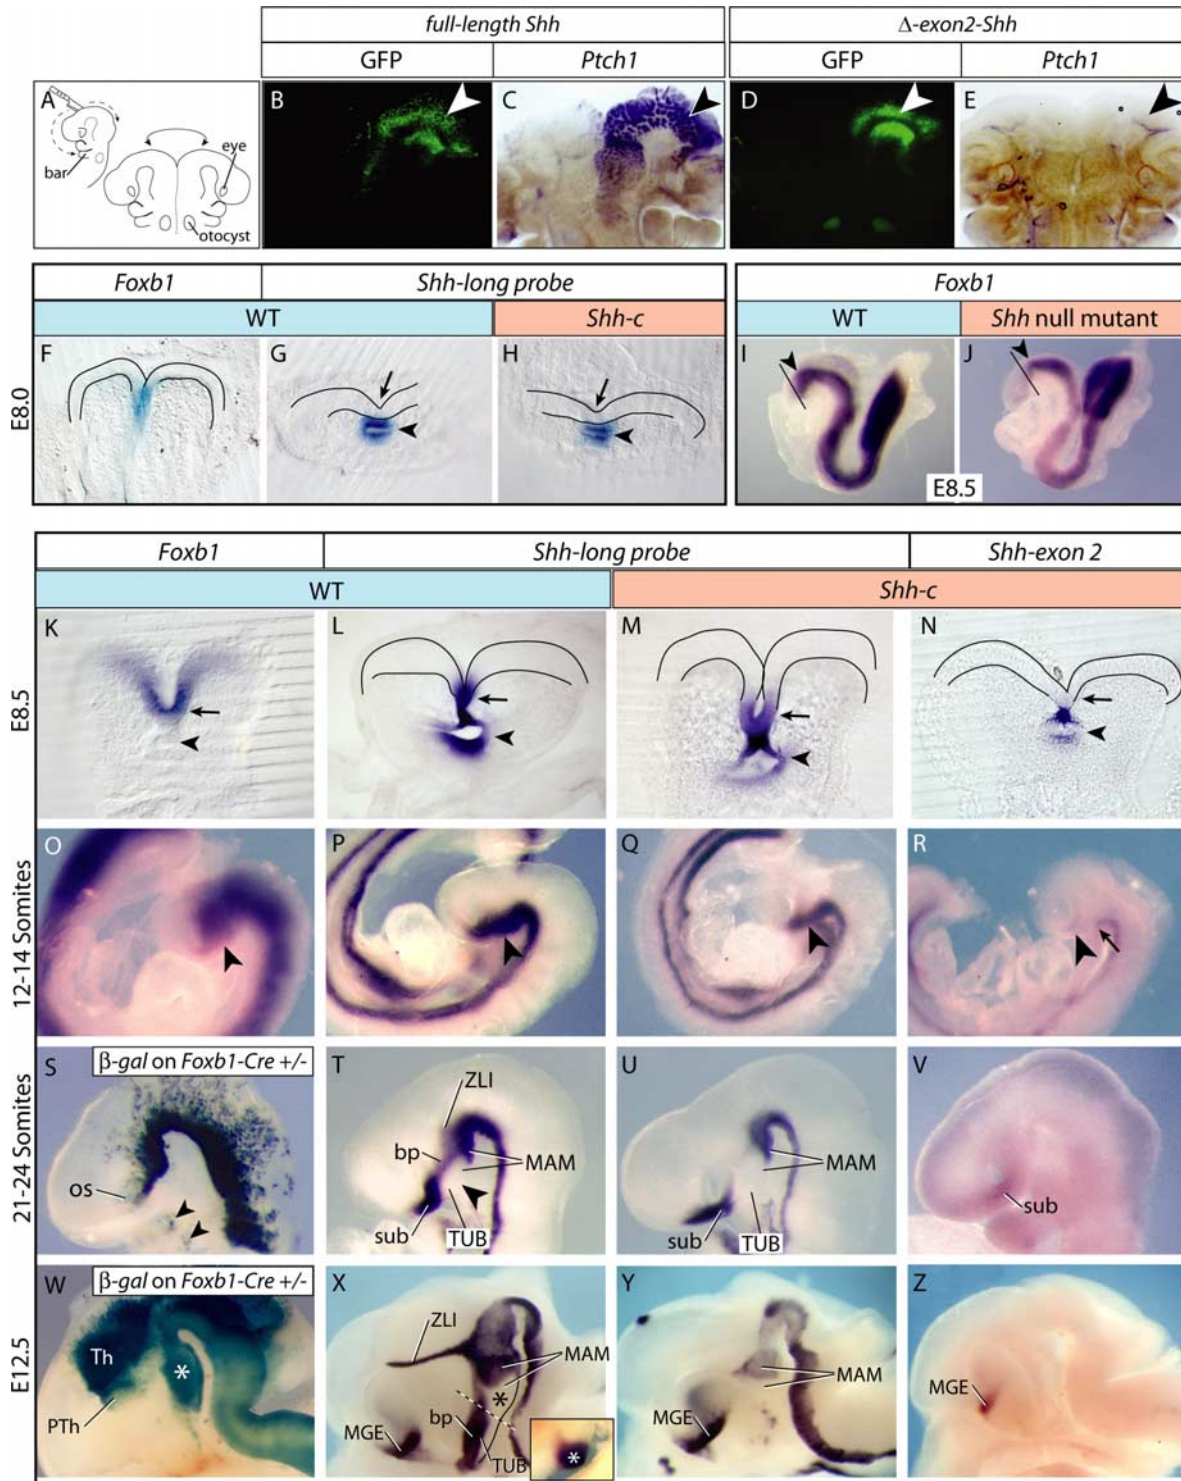 full-length Shh
Δ-exon2-Shh
GFP
Ptch1
GFP
Ptch1
A
bar
eye
otocyst
B
C
D
E
Foxb1
Shh-long probe
Foxb1
WT
Shh-c
WT
Shh null mutant
E8.0
F
G
H
I
J
E8.5
Foxb1
Shh-long probe
Shh-exon 2
WT
Shh-c
E8.5
K
L
M
N
12-14 Somites
O
P
Q
R
21-24 Somites
S
β-gal on Foxb1-Cre +/-
os
T
ZLI
bp
MAM
sub
TUB
U
MAM
sub
TUB
V
sub
E12.5
W
β-gal on Foxb1-Cre +/-
Th
*
PTh
X
ZLI
MAM
*
bp
MGE
TUB
*
Y
MAM
MGE
Z
MGE